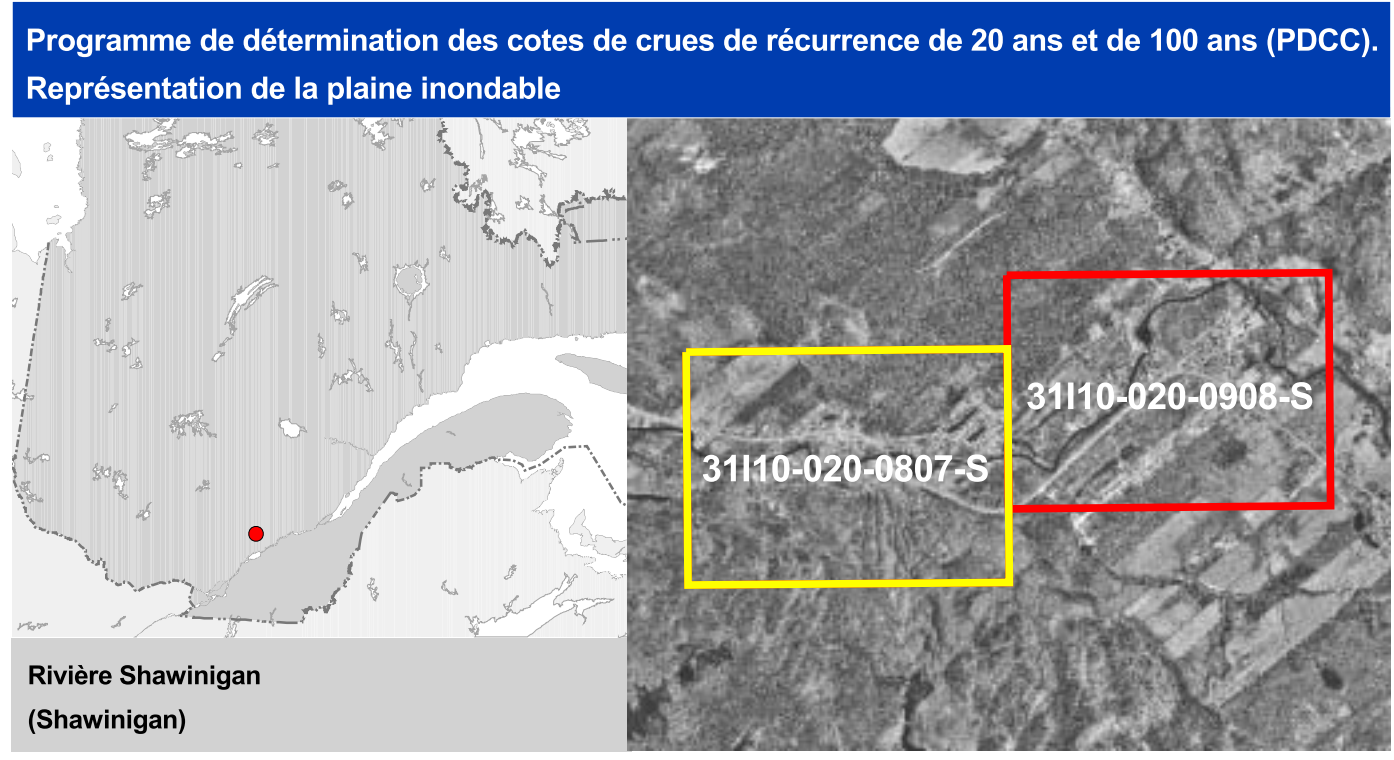 Programme de détermination des cotes de crues de récurrence de 20 ans et de 100 ans (PDCC).
Représentation de la plaine inondable
31I10-020-0908-S
31I10-020-0807-S
Rivière Shawinigan
(Shawinigan)